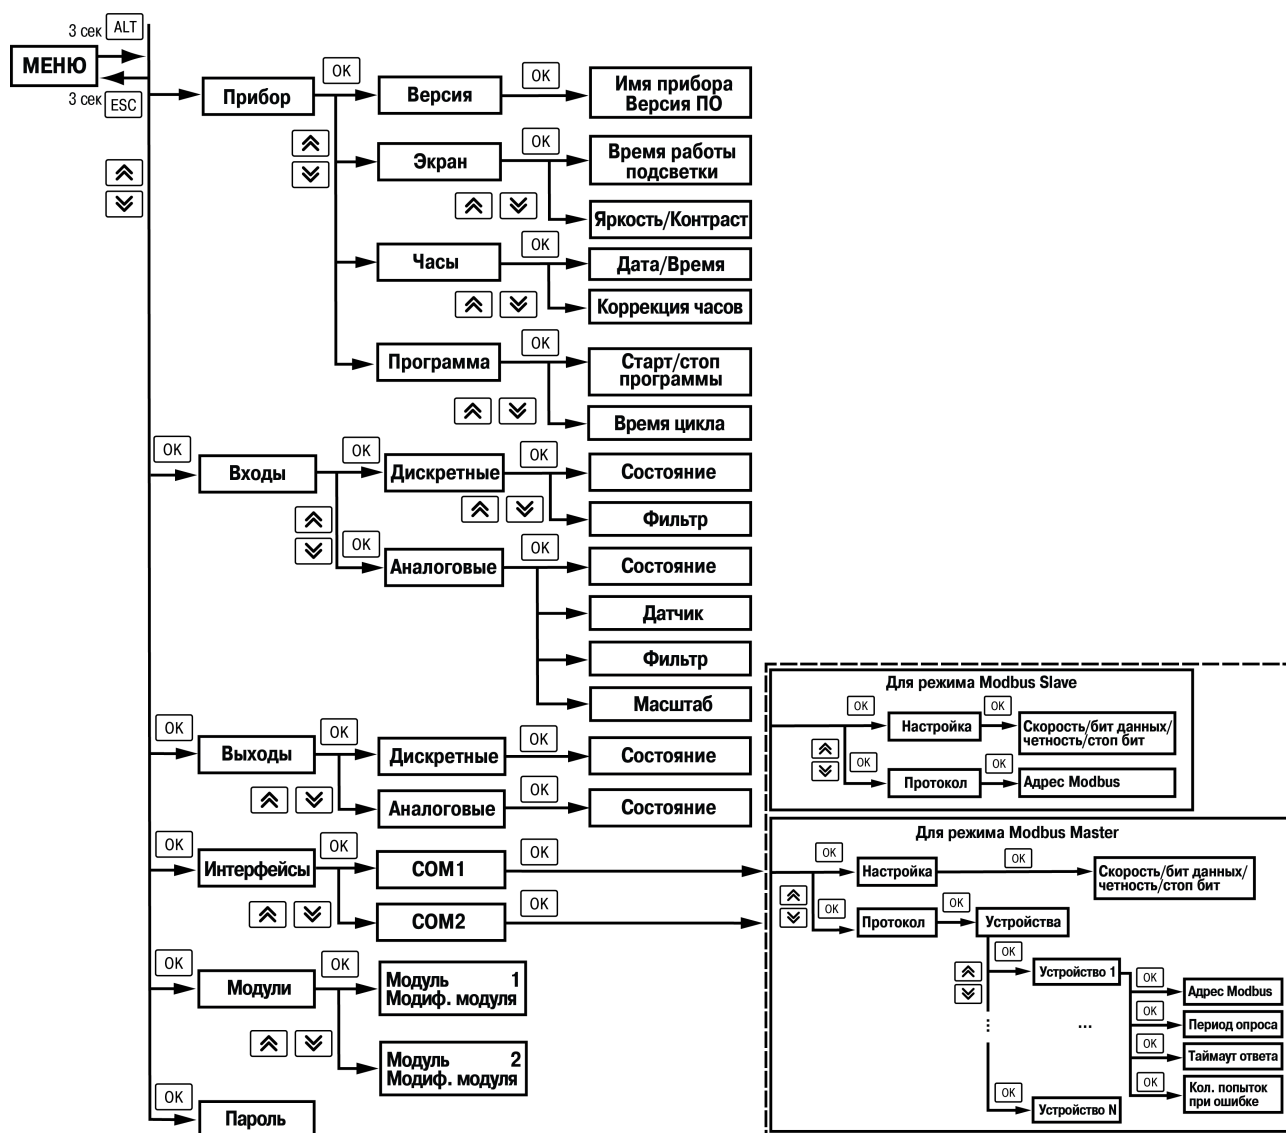 3 сек ALT
МЕНЮ
3 сек ESC
Прибор
OK
Версия
OK
Имя прибора
Версия ПО
Экран
OK
Время работы
подсветки
Яркость/Контраст
Часы
OK
Дата/Время
Коррекция часов
Программа
OK
Старт/стоп
программы
Время цикла
OK
Входы
OK
Дискретные
OK
Состояние
Фильтр
OK
Аналоговые
OK
Состояние
Датчик
Фильтр
Масштаб
OK
Выходы
OK
Дискретные
OK
Состояние
Аналоговые
OK
Состояние
OK
Интерфейсы
OK
COM1
OK
COM2
OK
OK
Модули
OK
Модуль 1
Модиф. модуля
Модуль 2
Модиф. модуля
OK
Пароль
Для режима Modbus Slave
OK
Настройка
OK
Скорость/бит данных/
четность/стоп бит
OK
Протокол
OK
Адрес Modbus
Для режима Modbus Master
OK
Настройка
OK
Скорость/бит данных/
четность/стоп бит
OK
Протокол
OK
Устройства
OK
Устройство 1
OK
Адрес Modbus
OK
Период опроса
OK
Таймаут ответа
OK
Кол. попыток
при ошибке
...
OK
Устройство N